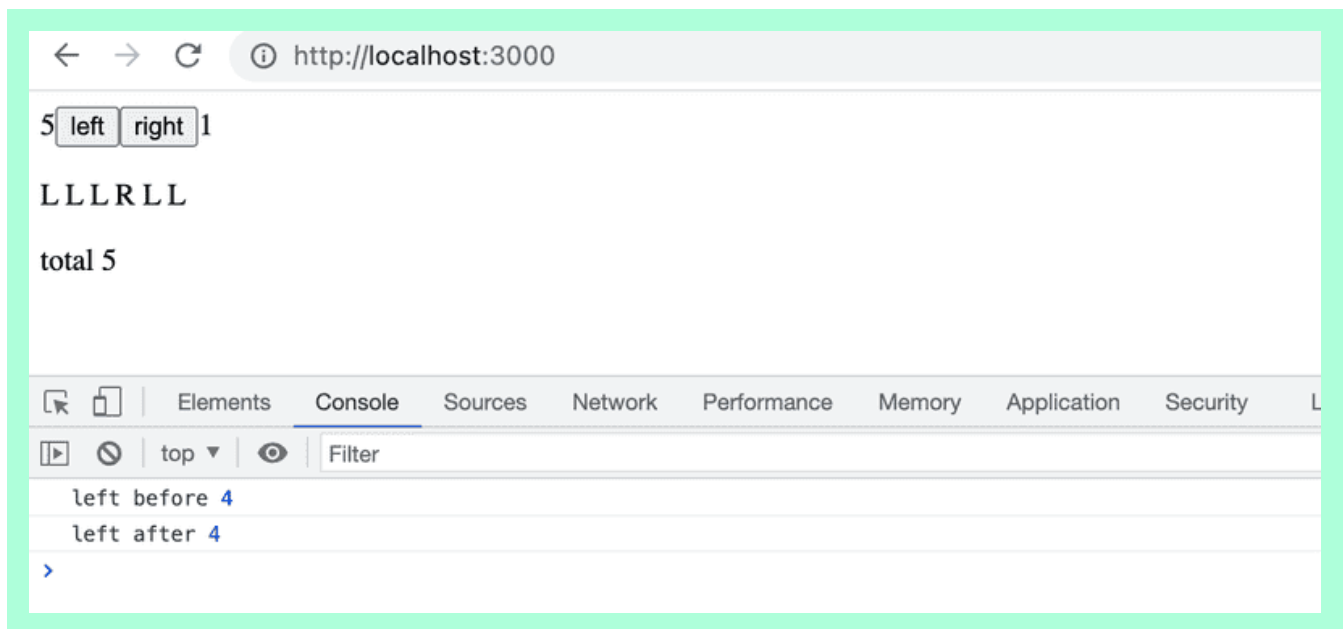 http://localhost:3000
5 left right 1
L L L R L L
total 5
Elements Console Sources Network Performance Memory Application Security L
top Filter
left before 4
left after 4